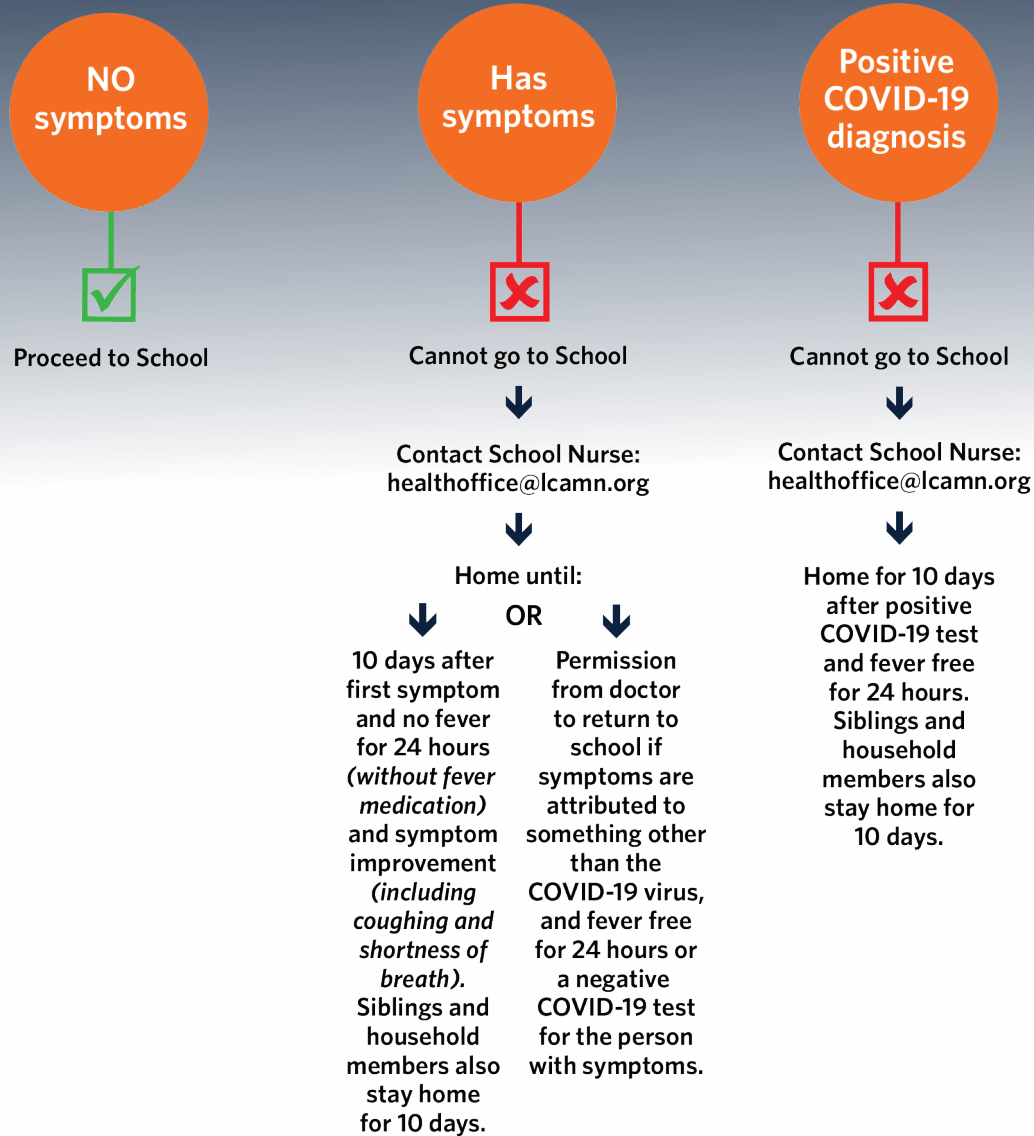 NO
symptoms
Proceed to School
Has
symptoms
Cannot go to School
Contact School Nurse:
healthoffice@lcamn.org
Home until:
OR
10 days after
first symptom
and no fever
for 24 hours
(without fever
medication)
and symptom
improvement
(including
coughing and
shortness of
breath).
Siblings and
household
members also
stay home
for 10 days.
Permission
from doctor
to return to
school if
symptoms are
attributed to
something other
than the
COVID-19 virus,
and fever free
for 24 hours or
a negative
COVID-19 test
for the person
with symptoms.
Positive
COVID-19
diagnosis
Cannot go to School
Contact School Nurse:
healthoffice@lcamn.org
Home for 10 days
after positive
COVID-19 test
and fever free
for 24 hours.
Siblings and
household
members also
stay home for
10 days.